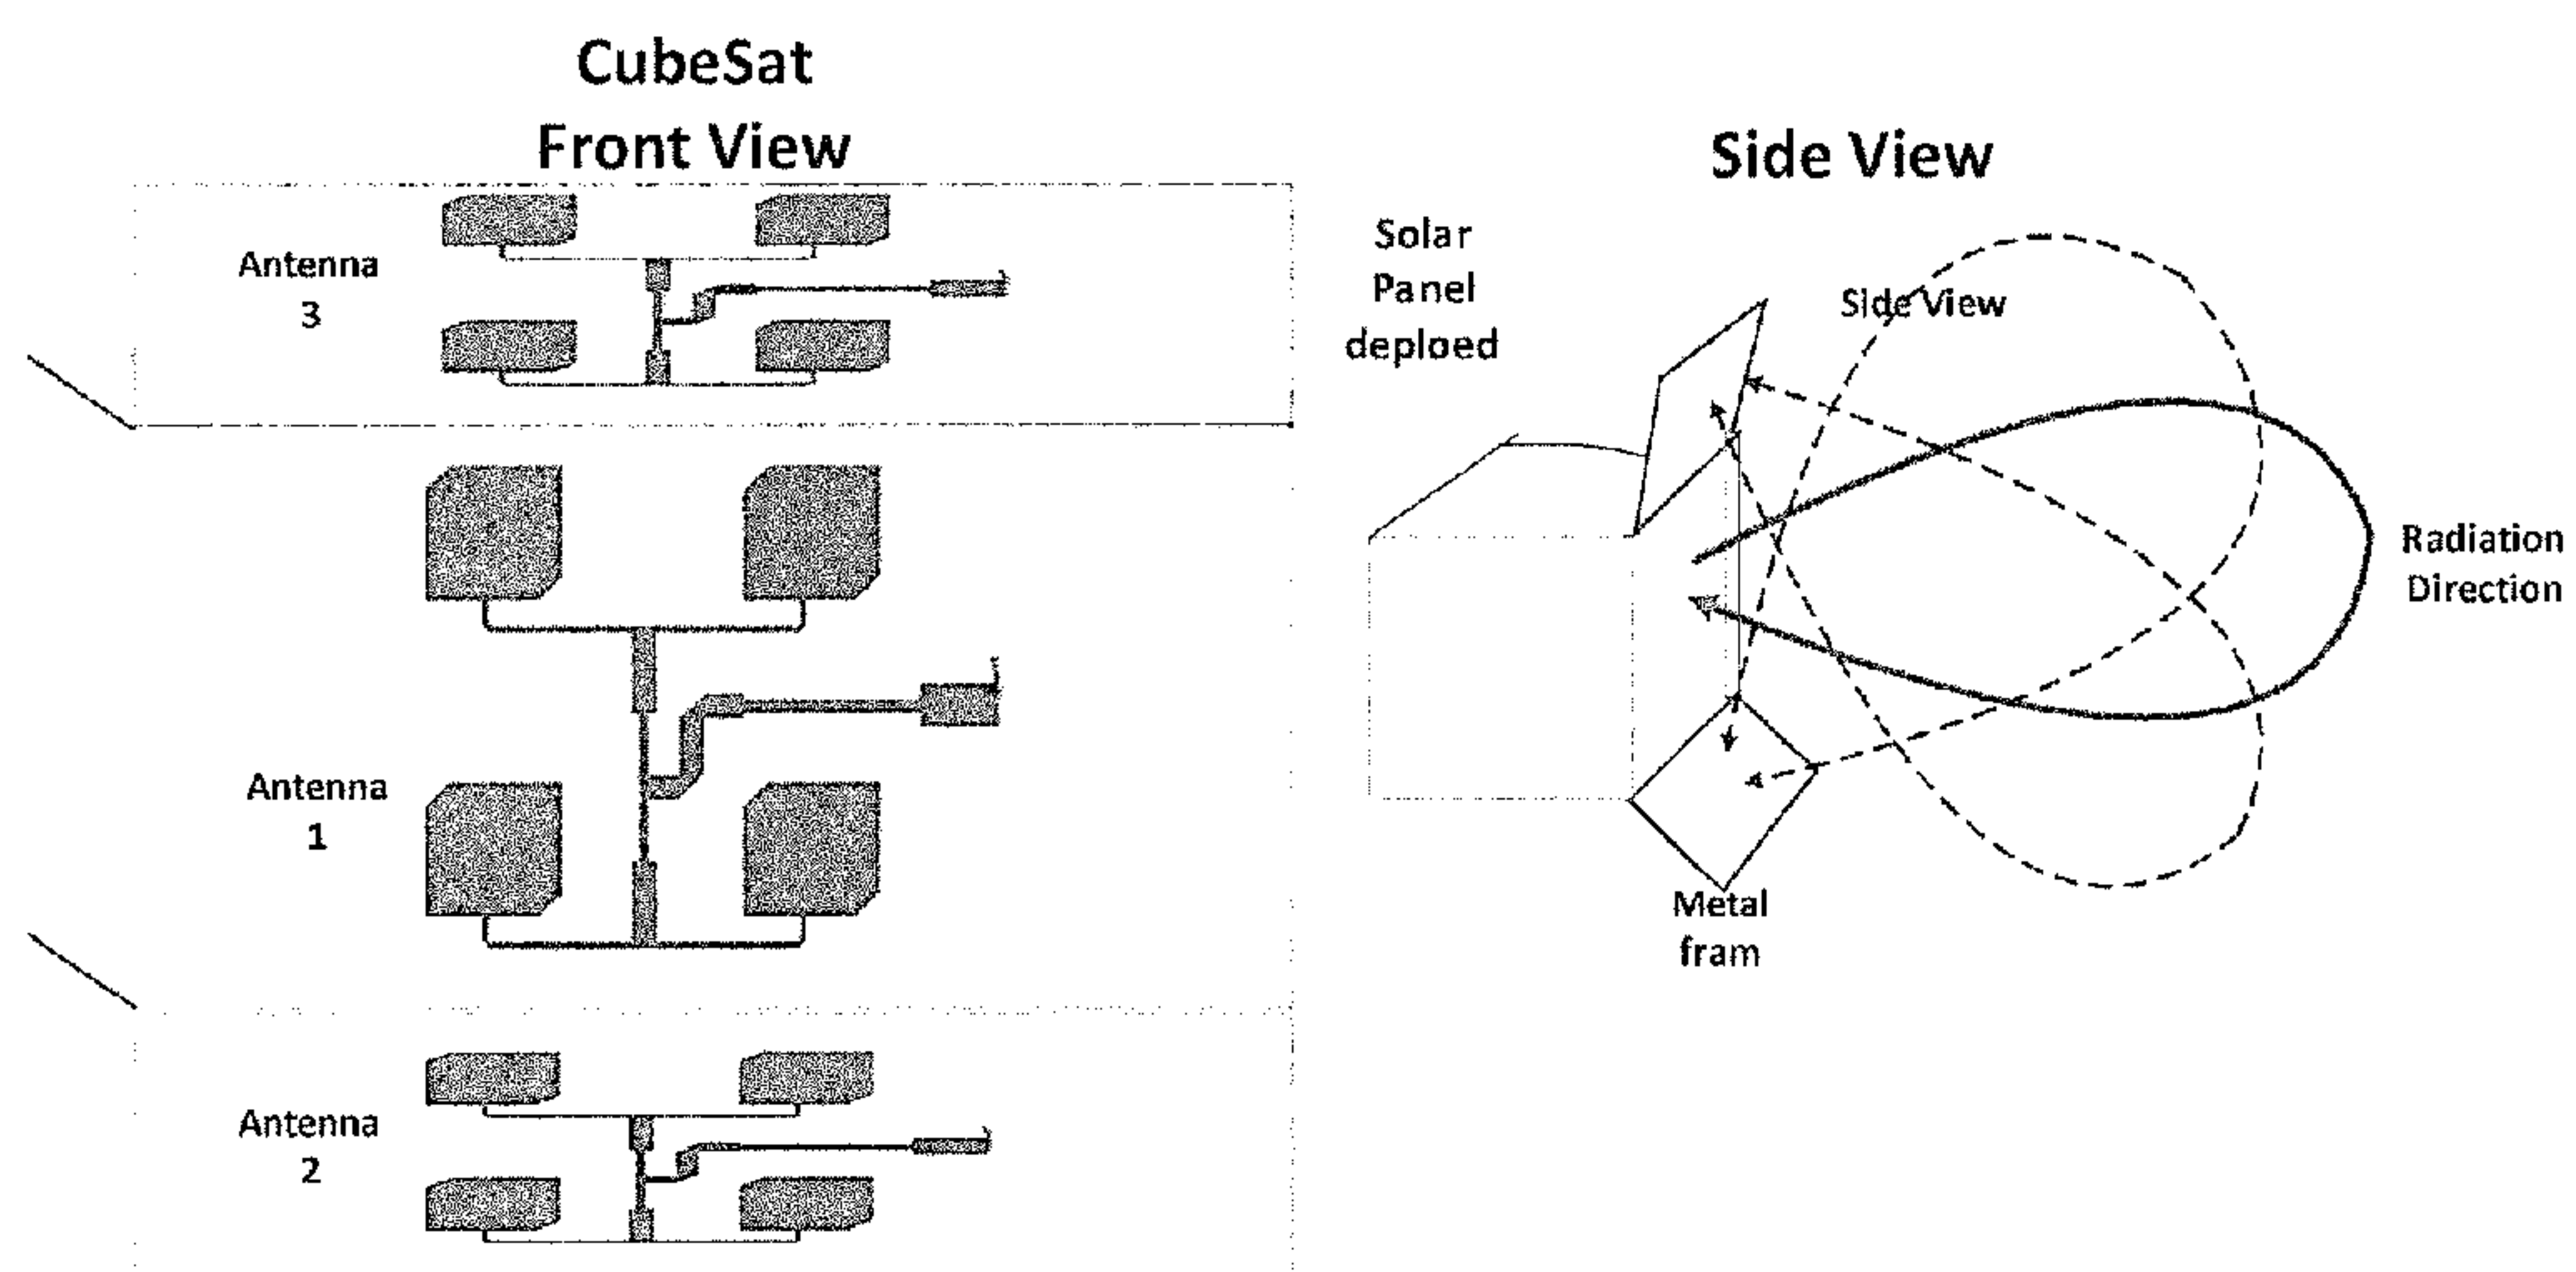 CubeSat
Front View
Antenna
3
Antenna
1
Antenna
2
Side View
Solar
Panel
deploed
Side View
Radiation
Direction
Metal
fram